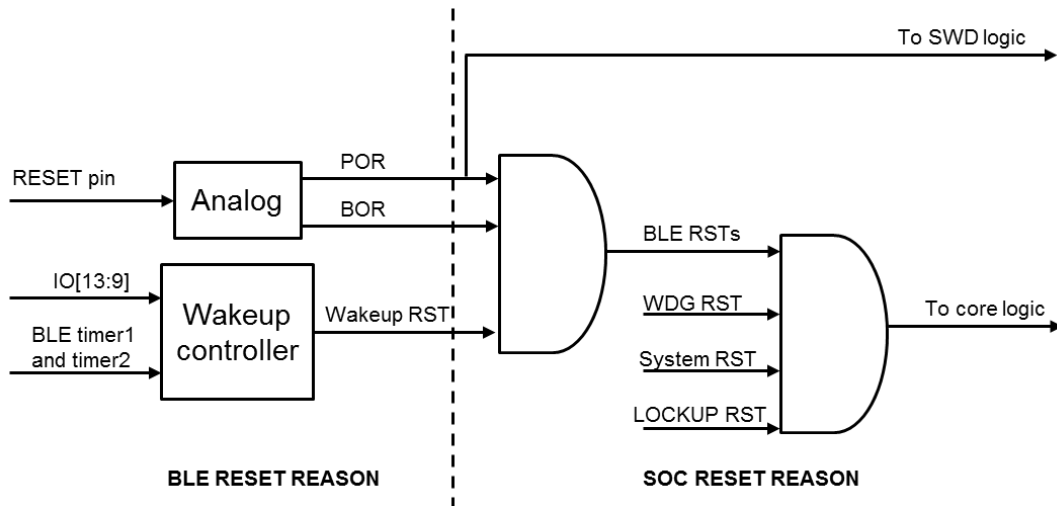 To SWD logic
POR
RESET pin
Analog
BOR
BLE RSTs
IO[13:9]
Wakeup
controller
Wakeup RST
WDG RST
To core logic
BLE timer1
and timer2
System RST
LOCKUP RST
BLE RESET REASON
SOC RESET REASON